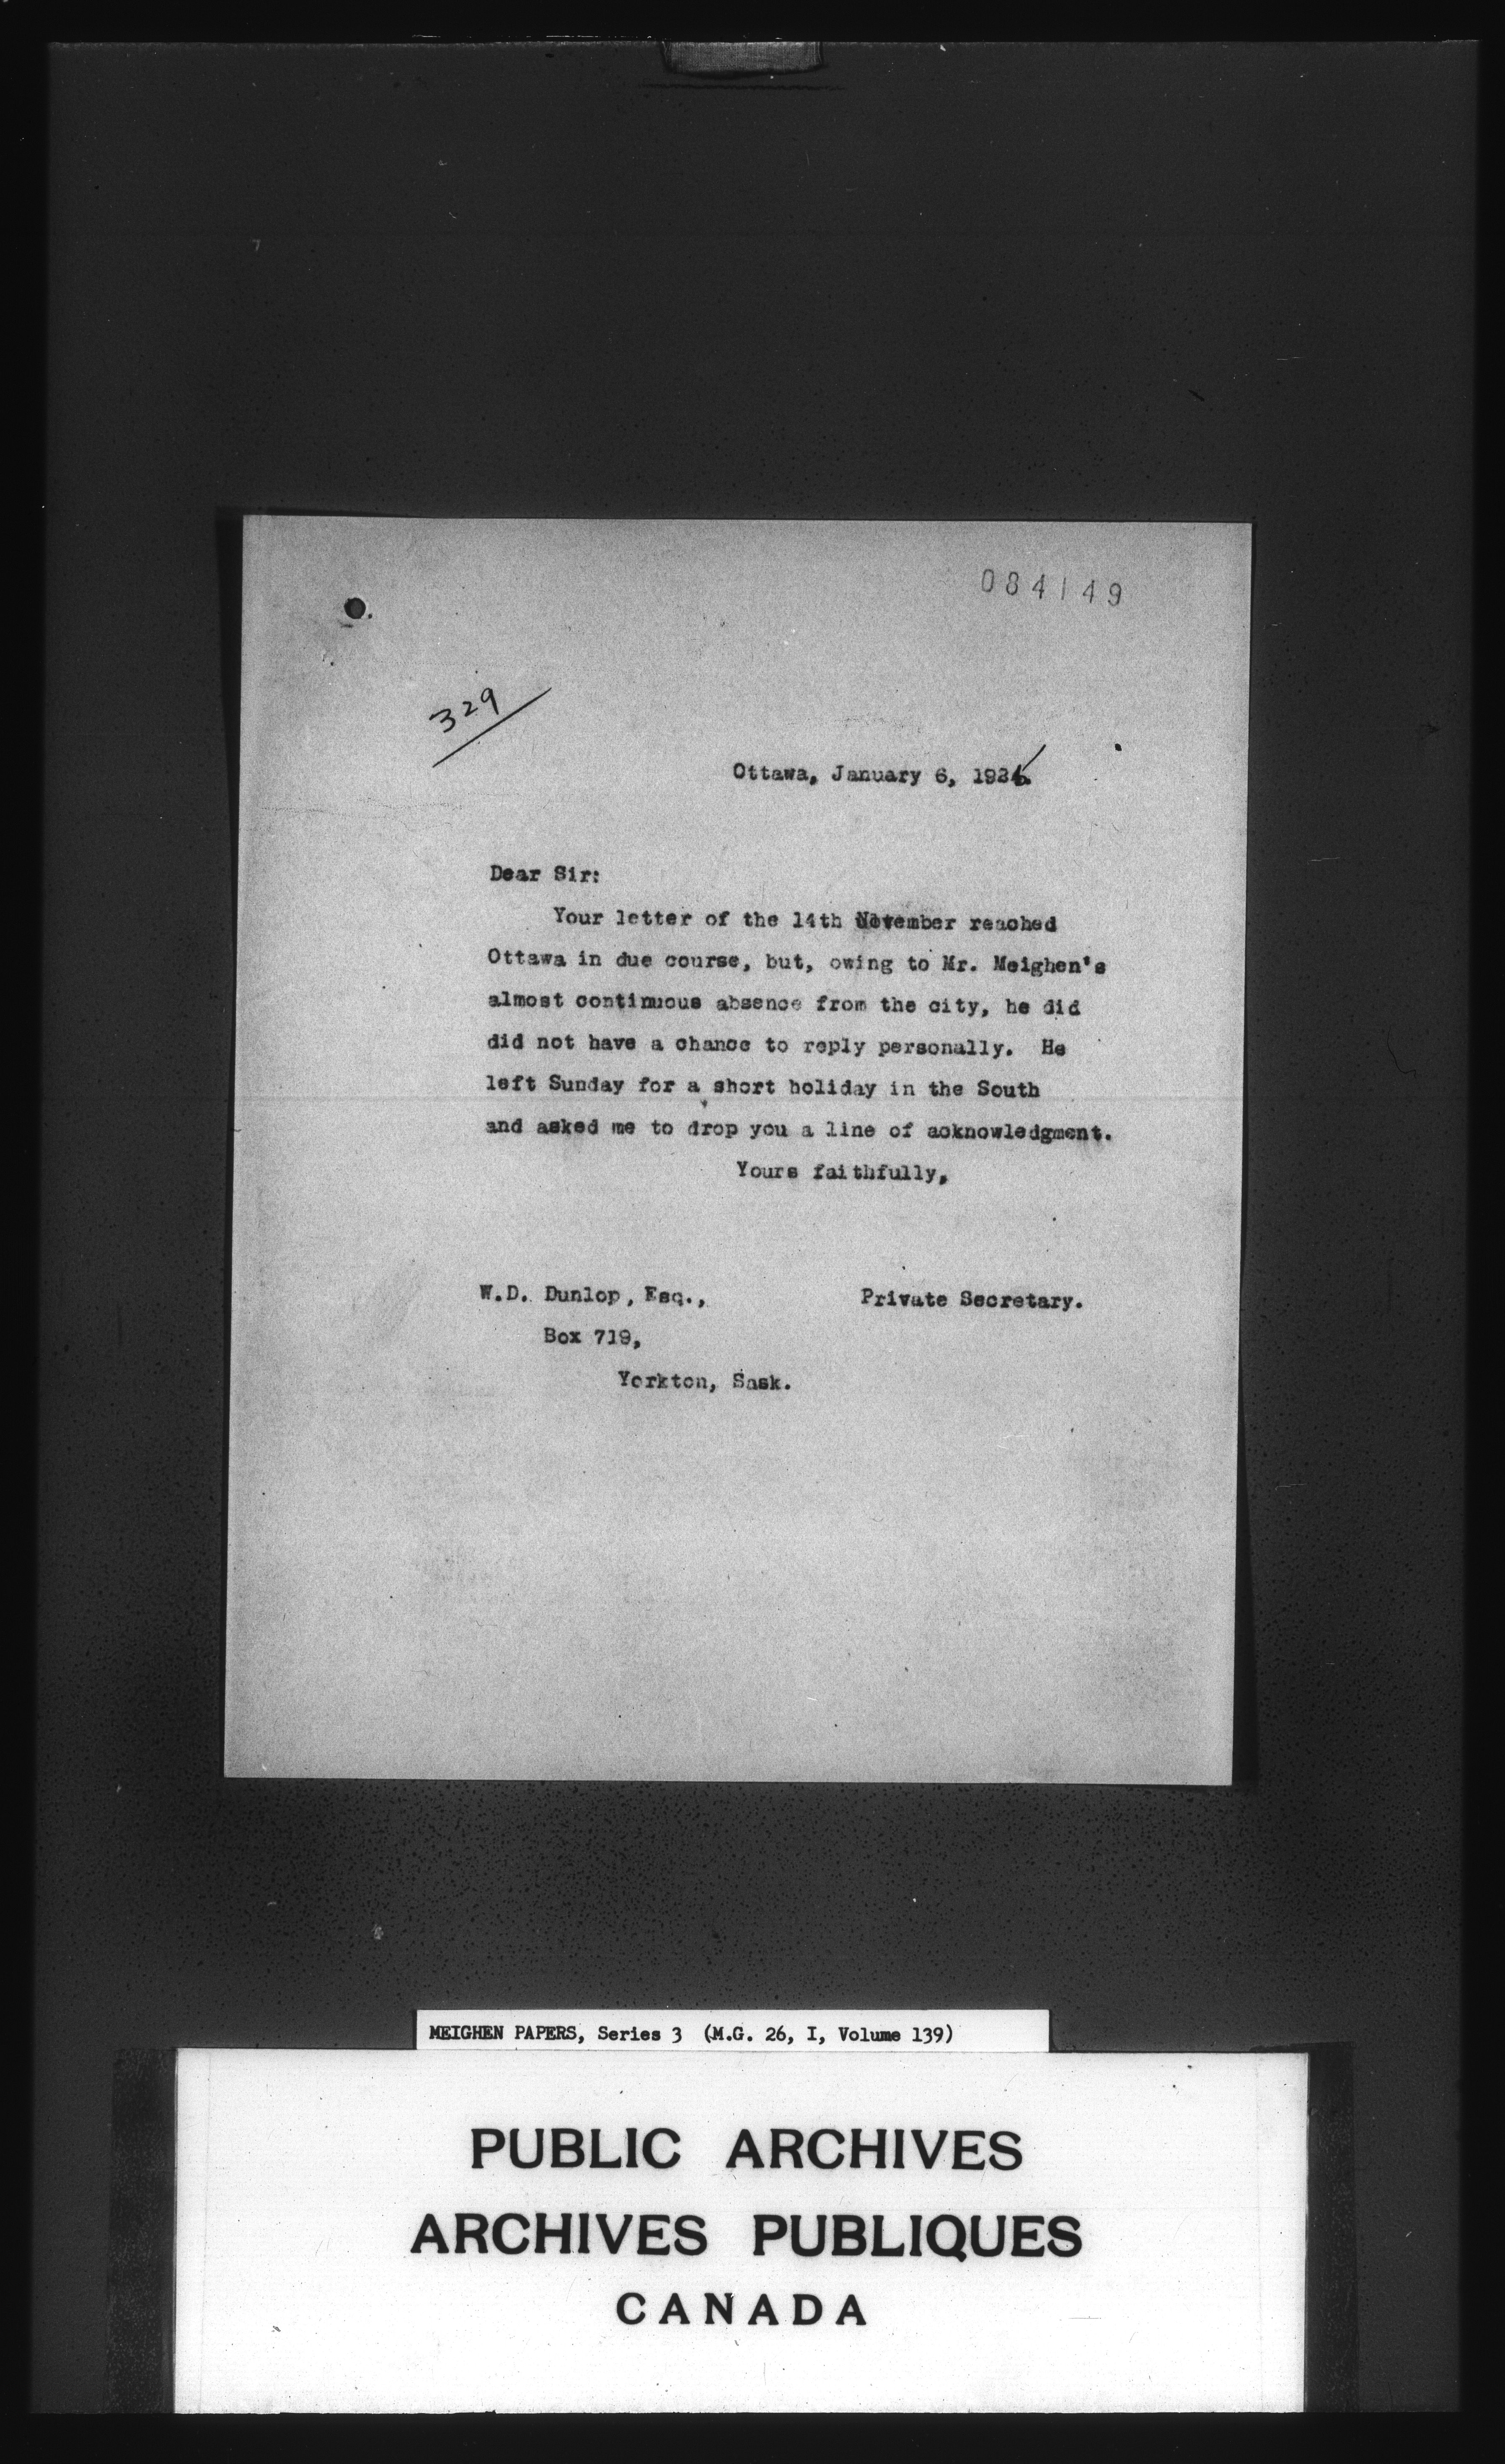 084149
329
Ottawa, January 6, 1925
Dear Sir:
Your letter of the 14th November reached
Ottawa in due course, but, owing to Mr. Meighen's
almost continuous absence from the city, he did
did not have a chance to reply personally. He
left Sunday for a short holiday in the South
and asked me to drop you a line of acknowledgment.
Yours faithfully,
W.D. Dunlop, Esq.,
Private Secretary.
Box 719,
Yorkton, Sask.
MEIGHEN PAPERS, Series 3 (M.G. 26, I, Volume 139)
PUBLIC ARCHIVES
ARCHIVES PUBLIQUES
CANADA